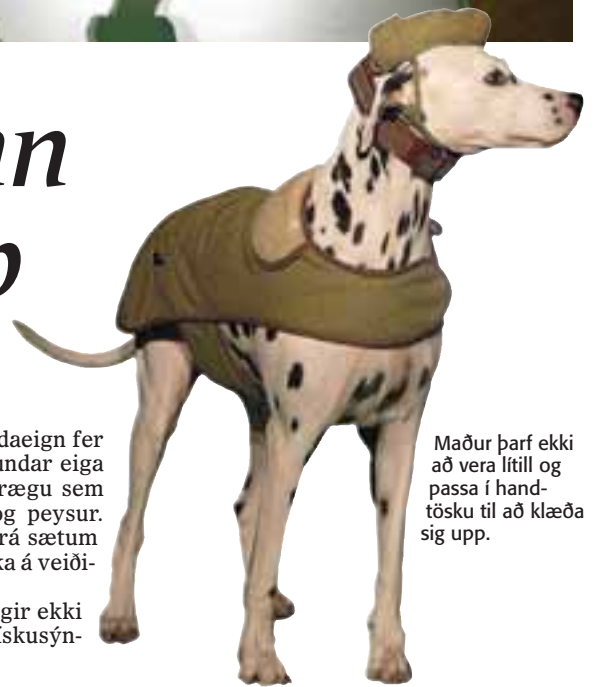 nn
p
daeign fer
undar eiga
rægu sem
og peysur.
rá sætum
ka á veiði-
gir ekki
ískusýn-
Maður þarf ekki
að vera lítill og
passa í hand-
tösku til að klæða
sig upp.